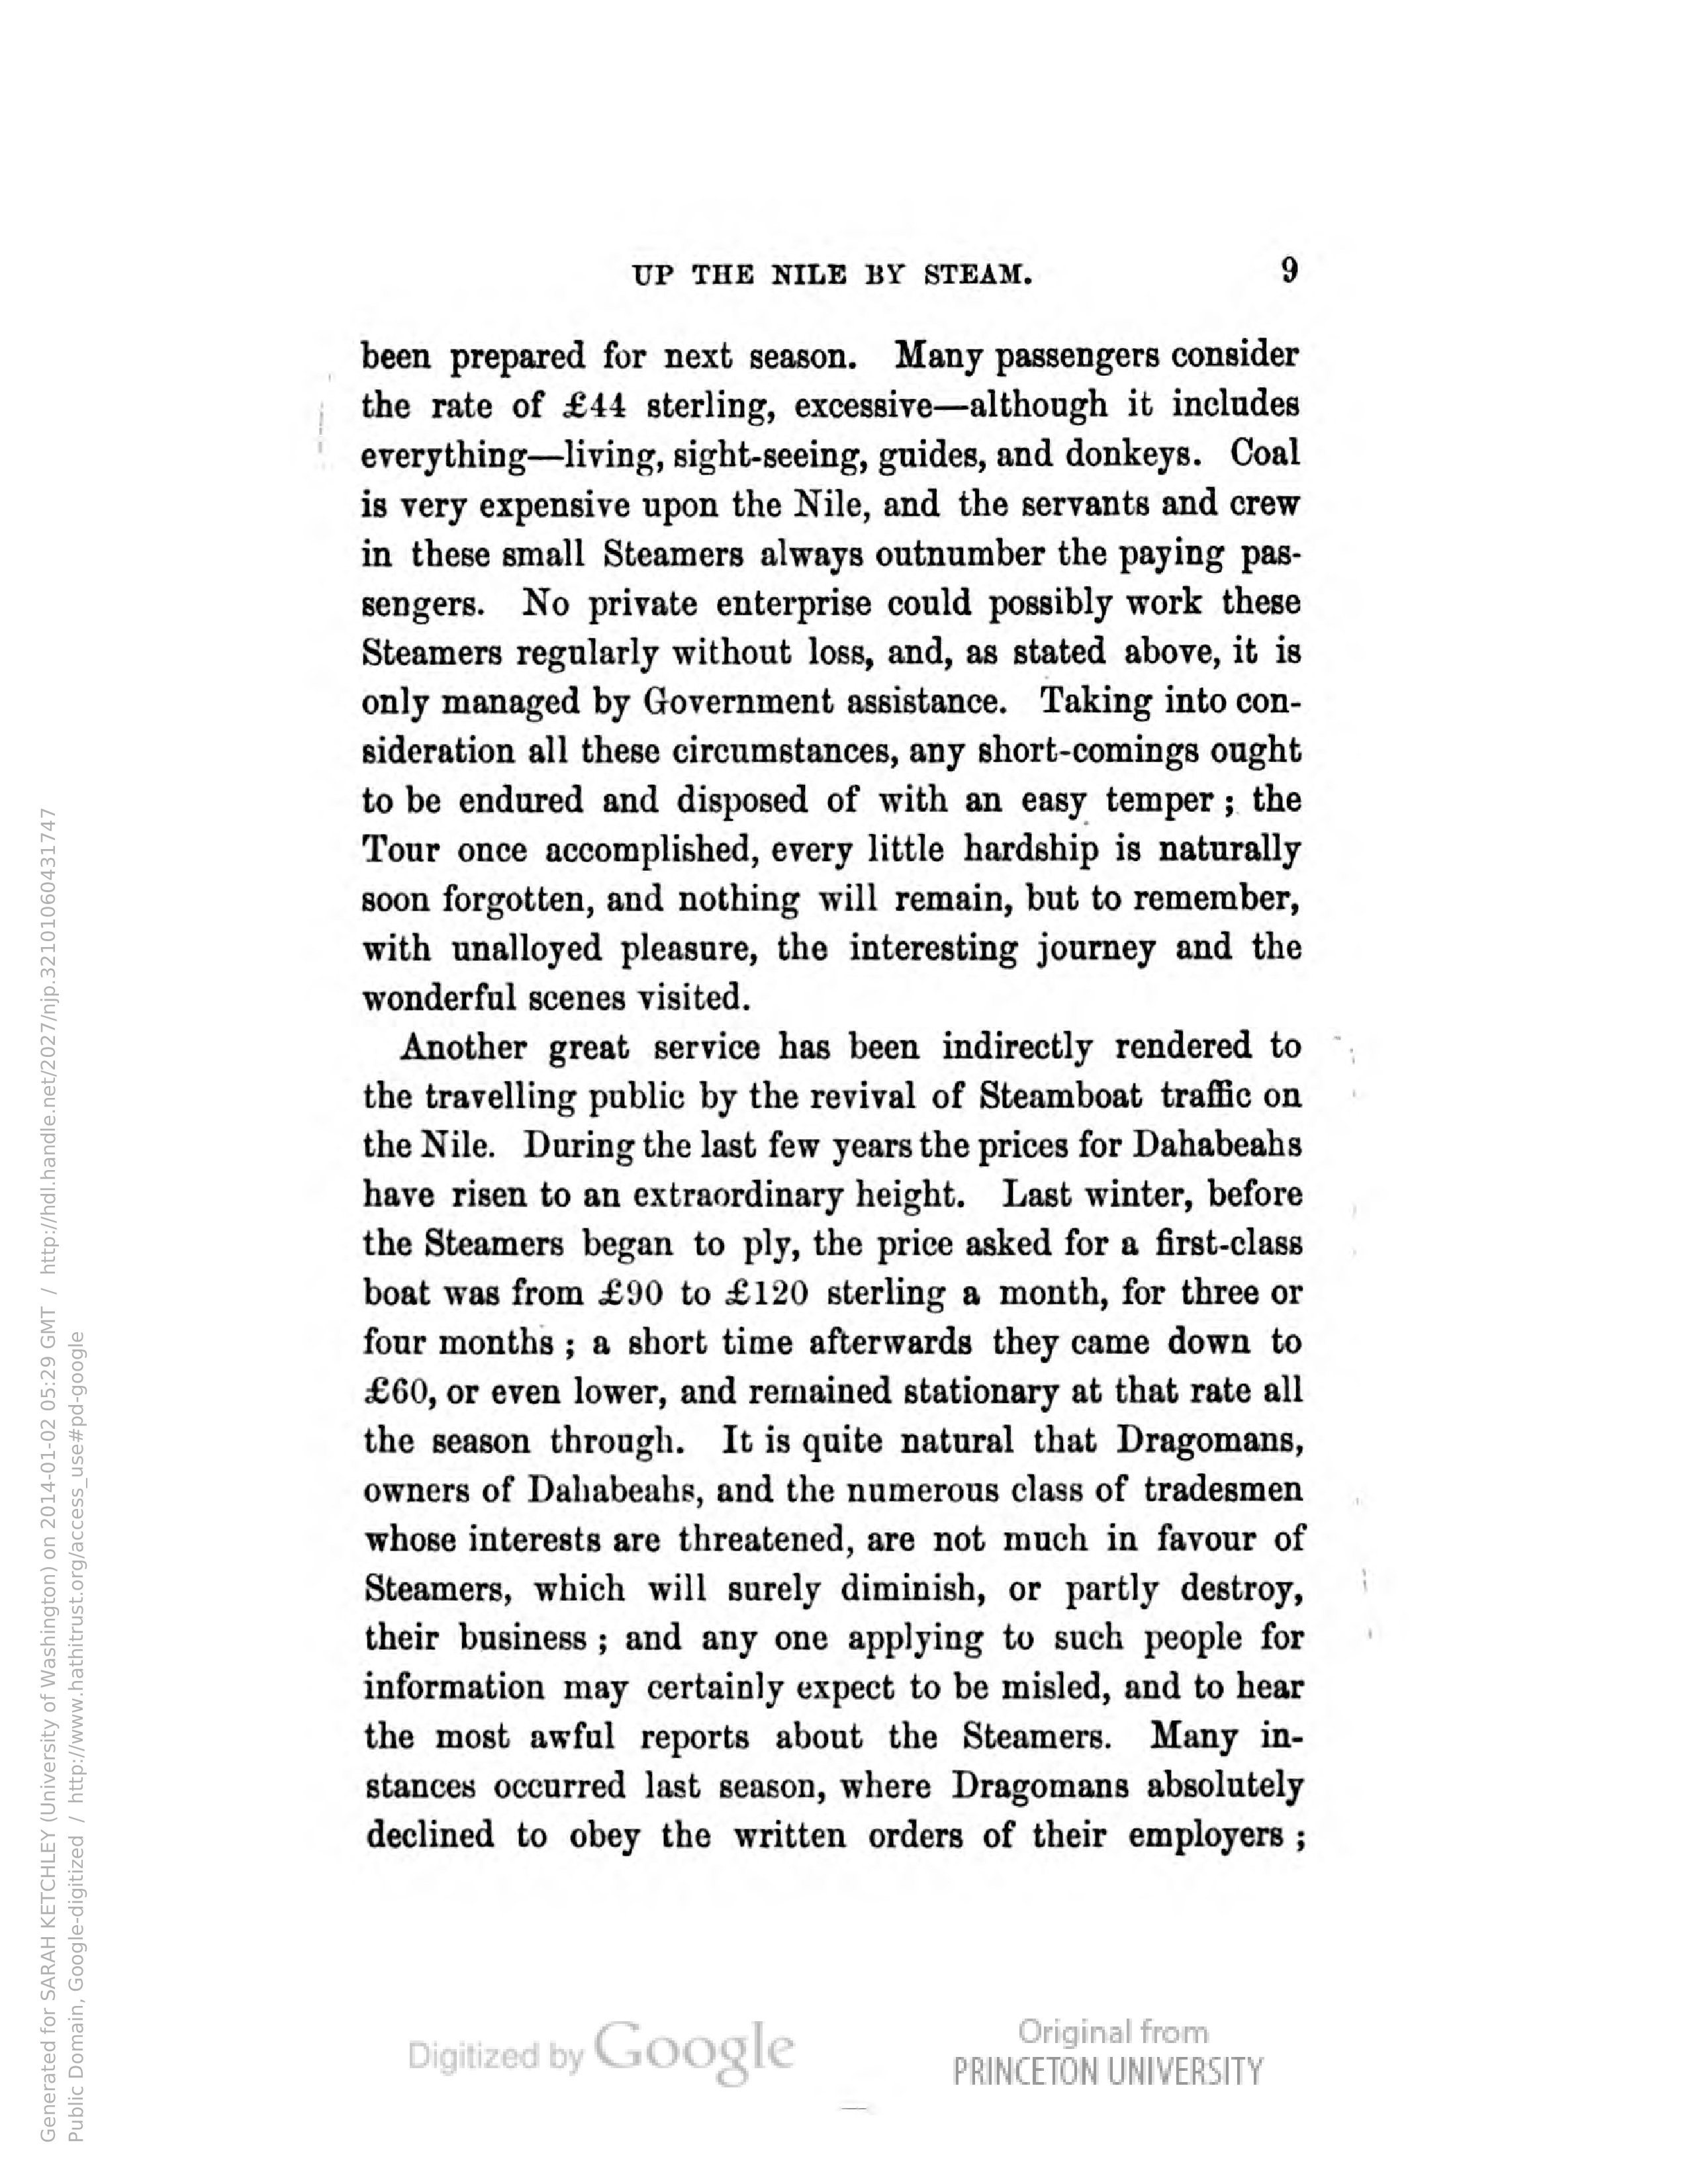 UP THE NILE BY STEAM. 9
been prepared for next season. Many passengers consider
the rate of £44 sterling, excessive—although it includes
everything—living, sight-seeing, guides, and donkeys. Coal
is very expensive upon the Nile, and the servants and crew
in these small Steamers always outnumber the paying pas-
sengers. No private enterprise could possibly work these
Steamers regularly without loss, and, as stated above, it is
only managed by Government assistance. Taking into con-
sideration all these circumstances, any short-comings ought
to be endured and disposed of with an easy temper ; the
Tour once accomplished, every little hardship is naturally
soon forgotten, and nothing will remain, but to remember,
with unalloyed pleasure, the interesting journey and the
wonderful scenes visited.
Another great service has been indirectly rendered to
the travelling public by the revival of Steamboat traffic on
the Nile. During the last few years the prices for Dahabeahs
have risen to an extraordinary height. Last winter, before
the Steamers began to ply, the price asked for a first-class
boat was from £90 to £120 sterling a month, for three or
four months ; a short time afterwards they came down to
£60, or even lower, and remained stationary at that rate all
the season through. It is quite natural that Dragomans,
owners of Dahabeahs, and the numerous class of tradesmen
whose interests are threatened, are not much in favour of
Steamers, which will surely diminish, or partly destroy,
their business ; and any one applying to such people for
information may certainly expect to be misled, and to hear
the most awful reports about the Steamers. Many in-
stances occurred last season, where Dragomans absolutely
declined to obey the written orders of their employers ;
Generated for SARAH KETCHLEY (University of Washington) on 2014-01-02 05:29 GMT / http://hdl.handle.net/2027/njp.32101060431747
Public Domain, Google-digitized / http://www.hathitrust.org/access_use#pd-google
Digitized by Google
Original from
PRINCETON UNIVERSITY